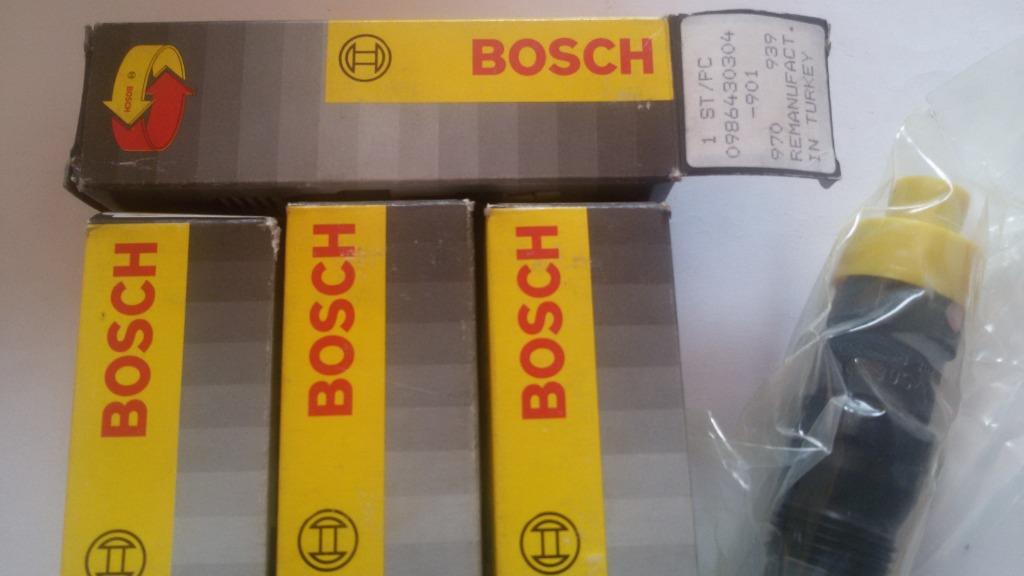 BOSCH
BOSCH
1 ST/PC
0986430304
-901
970 939
REMANUFACT.
IN TURKEY
BOSCH
BOSCH
BOSCH